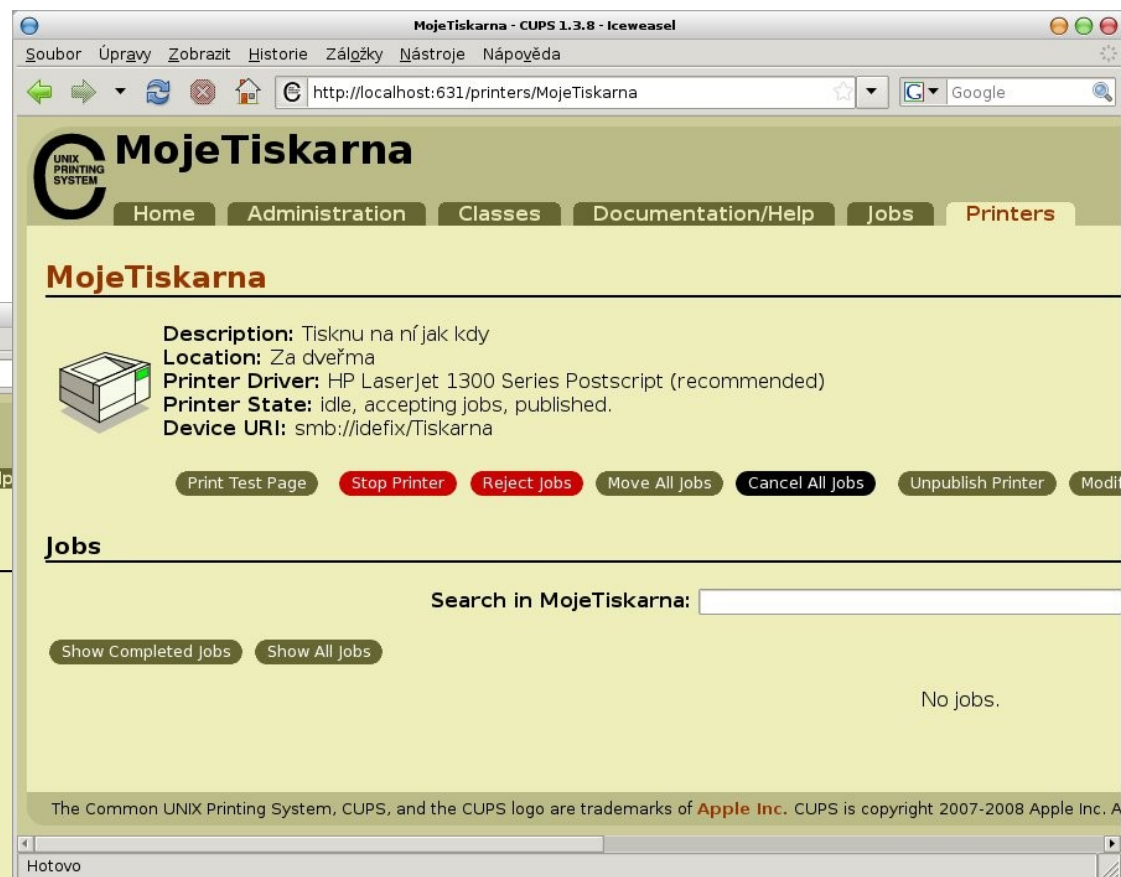 MojeTiskarna - CUPS 1.3.8 - Iceweasel
Soubor Úpravy Zobrazit Historie Záložky Nástroje Nápověda
http://localhost:631/printers/MojeTiskarna
Google
UNIX
PRINTING
SYSTEM
MojeTiskarna
Home Administration Classes Documentation/Help Jobs Printers
MojeTiskarna
Description: Tisknu na ní jak kdy
Location: Za dveřma
Printer Driver: HP LaserJet 1300 Series Postscript (recommended)
Printer State: idle, accepting jobs, published.
Device URI: smb://idefix/Tiskarna
Print Test Page Stop Printer Reject Jobs Move All Jobs Cancel All Jobs Unpublish Printer Modif
Jobs
Search in MojeTiskarna:
Show Completed Jobs Show All Jobs
No jobs.
The Common UNIX Printing System, CUPS, and the CUPS logo are trademarks of Apple Inc. CUPS is copyright 2007-2008 Apple Inc. A
Hotovo